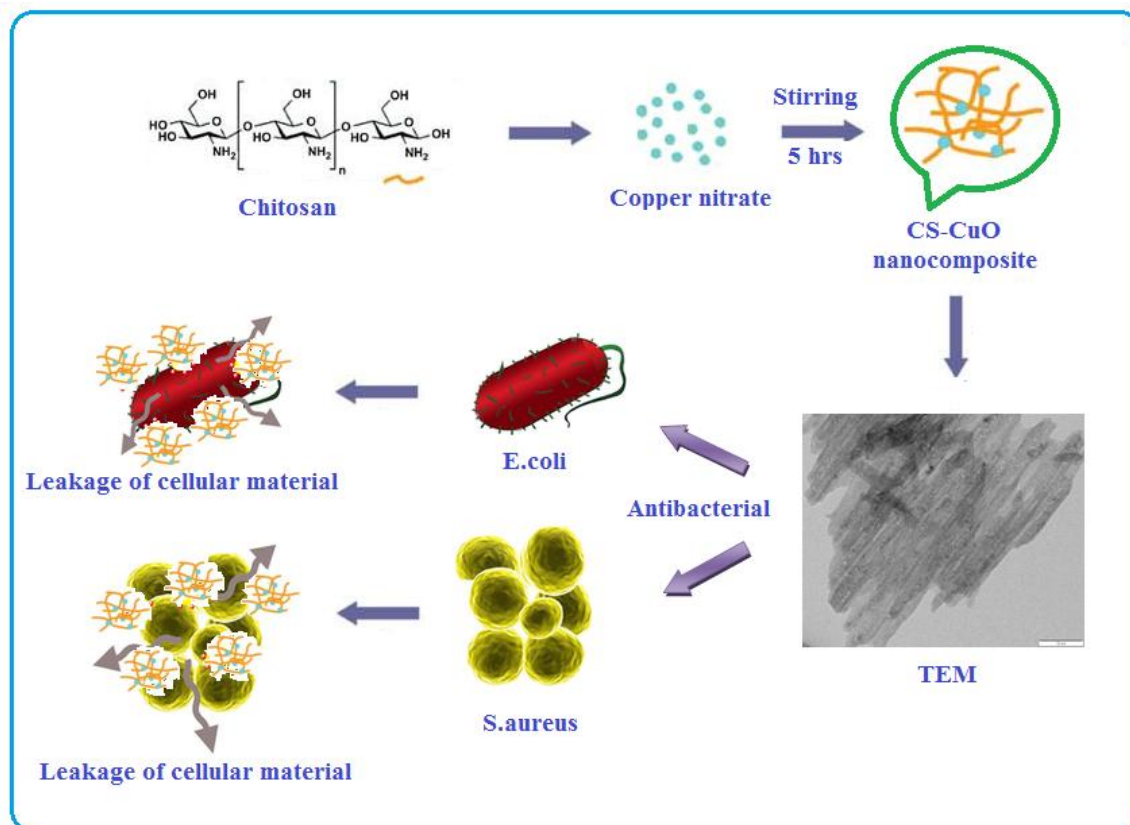 OH
OH
OH
HO
HO
NH2
O
O
HO
NH2
n
O
O
HO
NH2
OH
Chitosan
Copper nitrate
Stirring
5 hrs
CS-CuO
nanocomposite
Leakage of cellular material
E.coli
Antibacterial
TEM
S.aureus
Leakage of cellular material